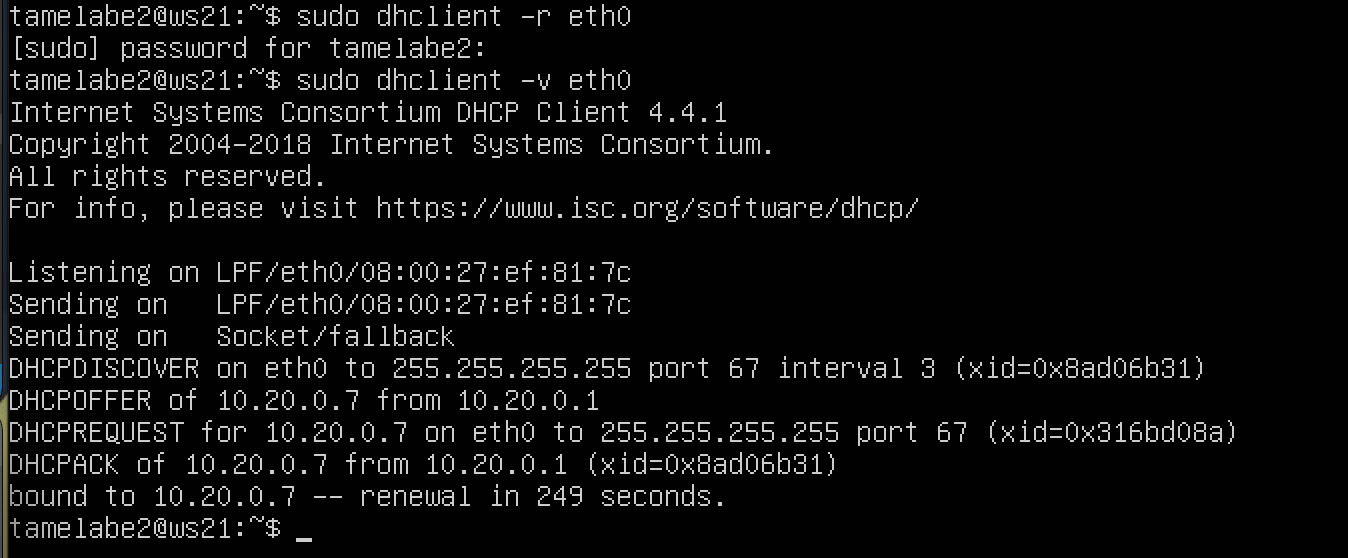 tamelabe2@ws21:~$ sudo dhclient -r eth0
[sudo] password for tamelabe2:
tamelabe2@ws21:~$ sudo dhclient -v eth0
Internet Systems Consortium DHCP Client 4.4.1
Copyright 2004-2018 Internet Systems Consortium.
All rights reserved.
For info, please visit https://www.isc.org/software/dhcp/

Listening on LPF/eth0/08:00:27:ef:81:7c
Sending on   LPF/eth0/08:00:27:ef:81:7c
Sending on   Socket/fallback
DHCPDISCOVER on eth0 to 255.255.255.255 port 67 interval 3 (xid=0x8ad06b31)
DHCPOFFER of 10.20.0.7 from 10.20.0.1
DHCPREQUEST for 10.20.0.7 on eth0 to 255.255.255.255 port 67 (xid=0x316bd08a)
DHCPACK of 10.20.0.7 from 10.20.0.1 (xid=0x8ad06b31)
bound to 10.20.0.7 -- renewal in 249 seconds.
tamelabe2@ws21:~$ _